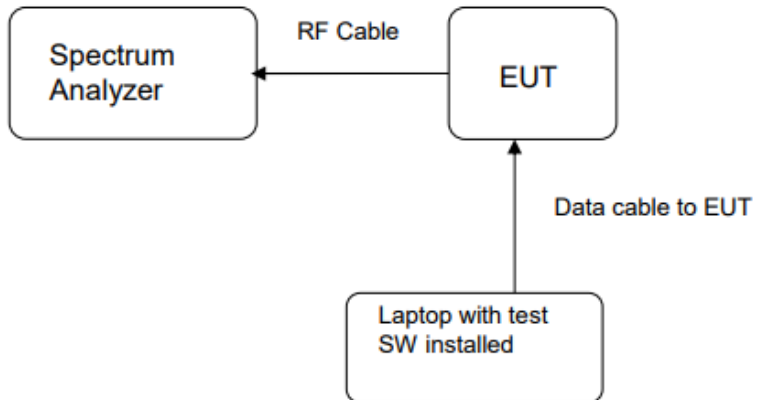 RF Cable
Spectrum
Analyzer
EUT
Data cable to EUT
Laptop with test
SW installed